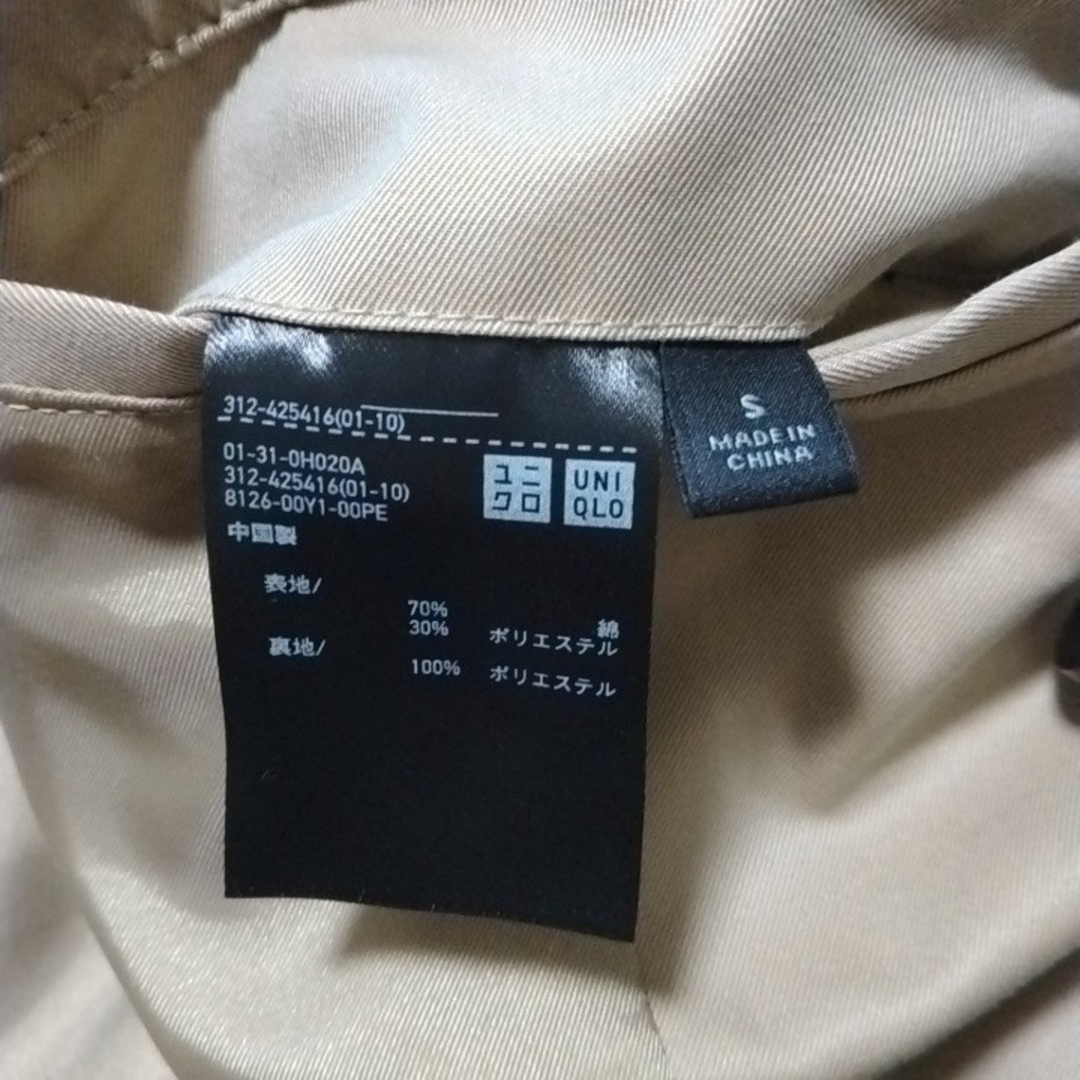 312-425416(01-10)
01-31-0H020A
312-425416(01-10)
8126-00Y1-00PE
中国製
ユニ
クロ
UNI
QLO
表地/
70% 綿
30% ポリエステル
裏地/
100% ポリエステル
S
MADE IN
CHINA